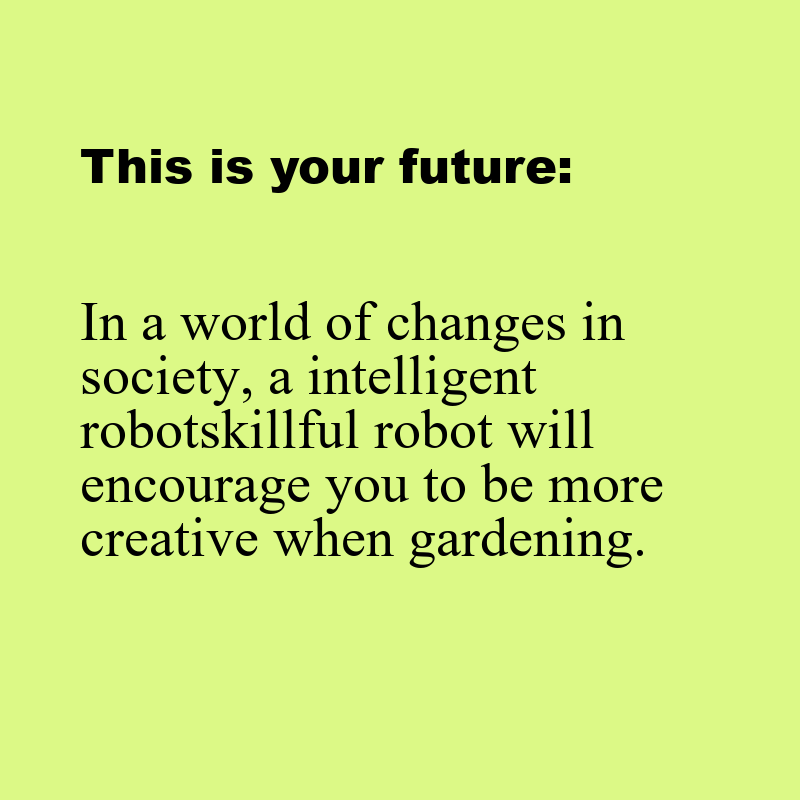 This is your future:
In a world of changes in
society, a intelligent
robotskillful robot will
encourage you to be more
creative when gardening.